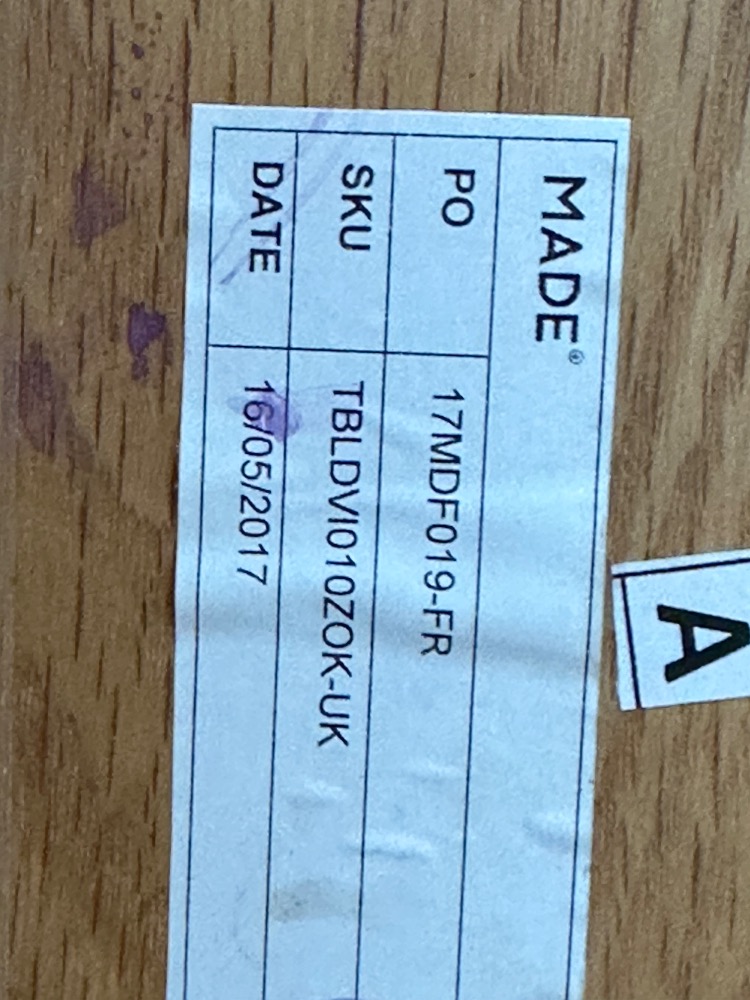 MADE®
PO 17MDF019-FR
SKU TBLDVI010ZOK-UK
DATE 16/05/2017
A